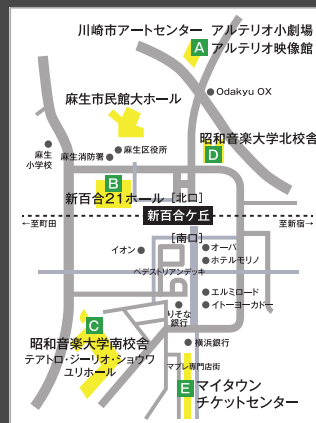 川崎市アートセンター アルテリオ小劇場
A アルテリオ映像館
Odakyu OX
麻生市民館大ホール
麻生
小学校
麻生区役所
麻生消防署
昭和音楽大学北校舎
D
B
新百合21ホール [北口]
←至町田
新百合ケ丘
至新宿→
[南口]
イオン
オーパ
ホテルモリノ
ペデストリアンデッキ
エルミロード
イトーヨーカドー
りそな
銀行
C
昭和音楽大学南校舎
テアトロ・ジーリオ・ショウワ
ユリホール
横浜銀行
マプレ専門店街
E マイタウン
チケットセンター